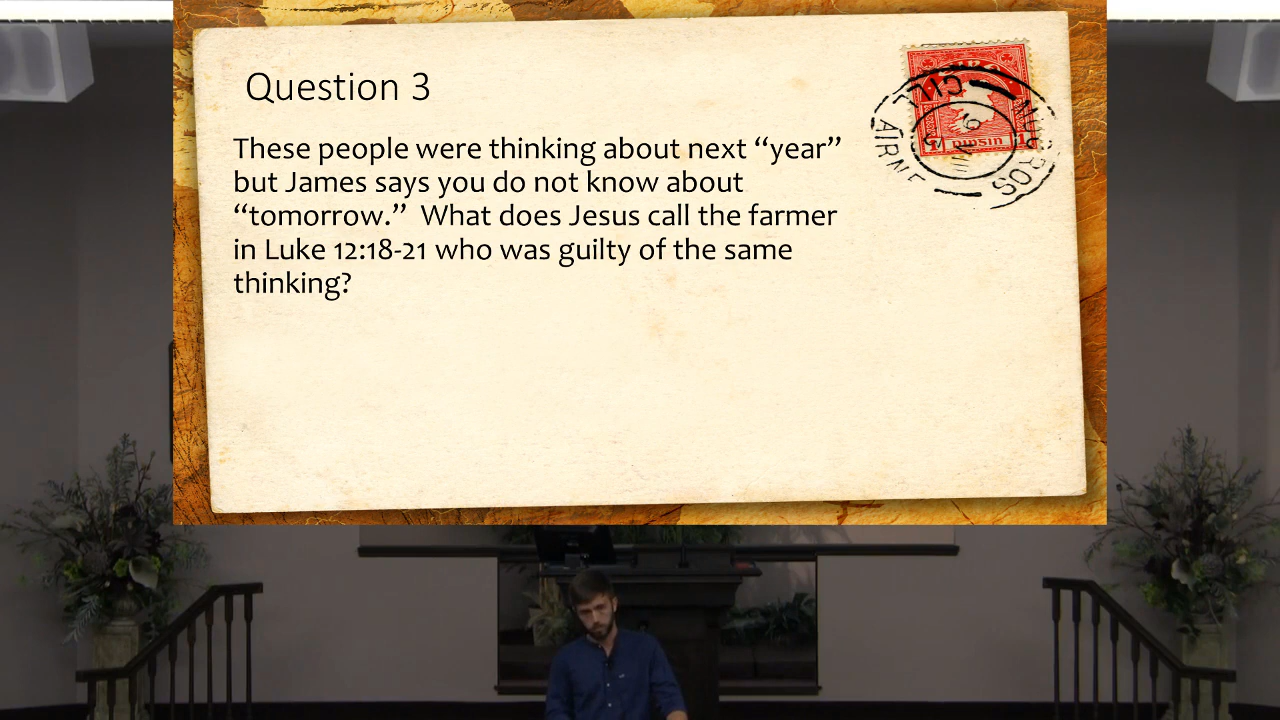 Question 3
These people were thinking about next “year”
but James says you do not know about
“tomorrow.”  What does Jesus call the farmer
in Luke 12:18-21 who was guilty of the same
thinking?